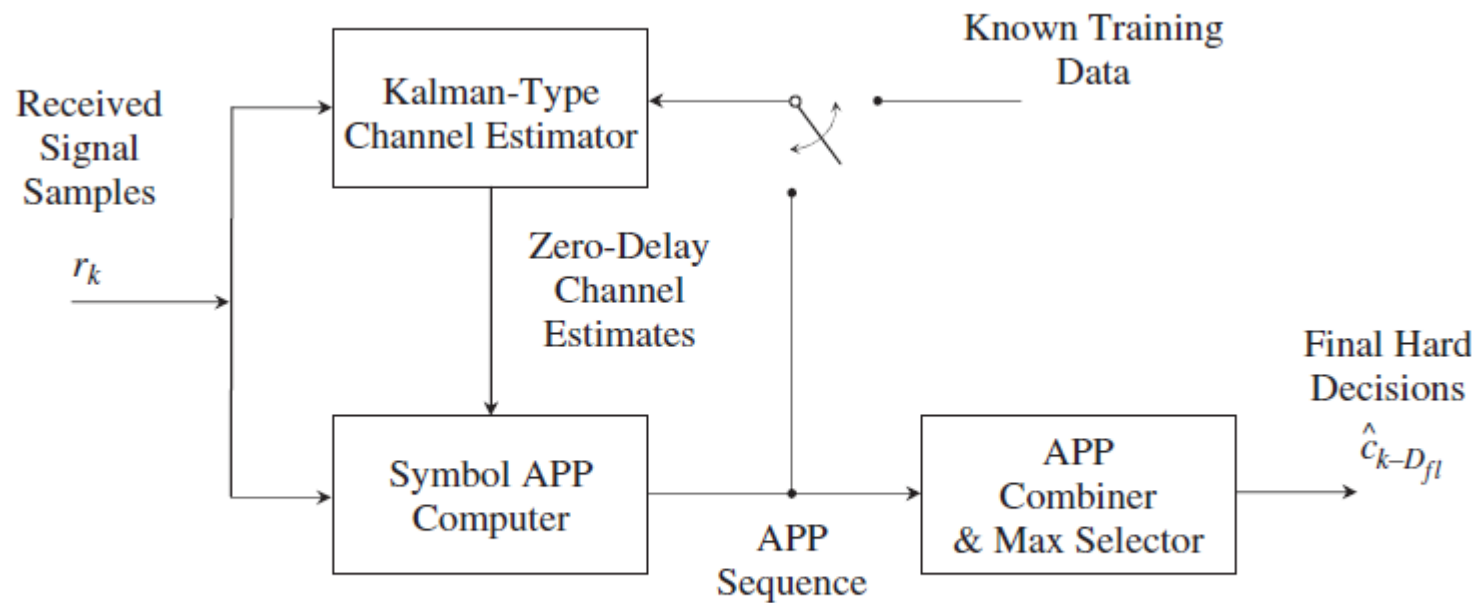 Known Training
Data
Kalman-Type
Channel Estimator
Received
Signal
Samples
r_k
Zero-Delay
Channel
Estimates
Symbol APP
Computer
APP
Sequence
APP
Combiner
& Max Selector
Final Hard
Decisions
ĉ_{k–D_{fl}}